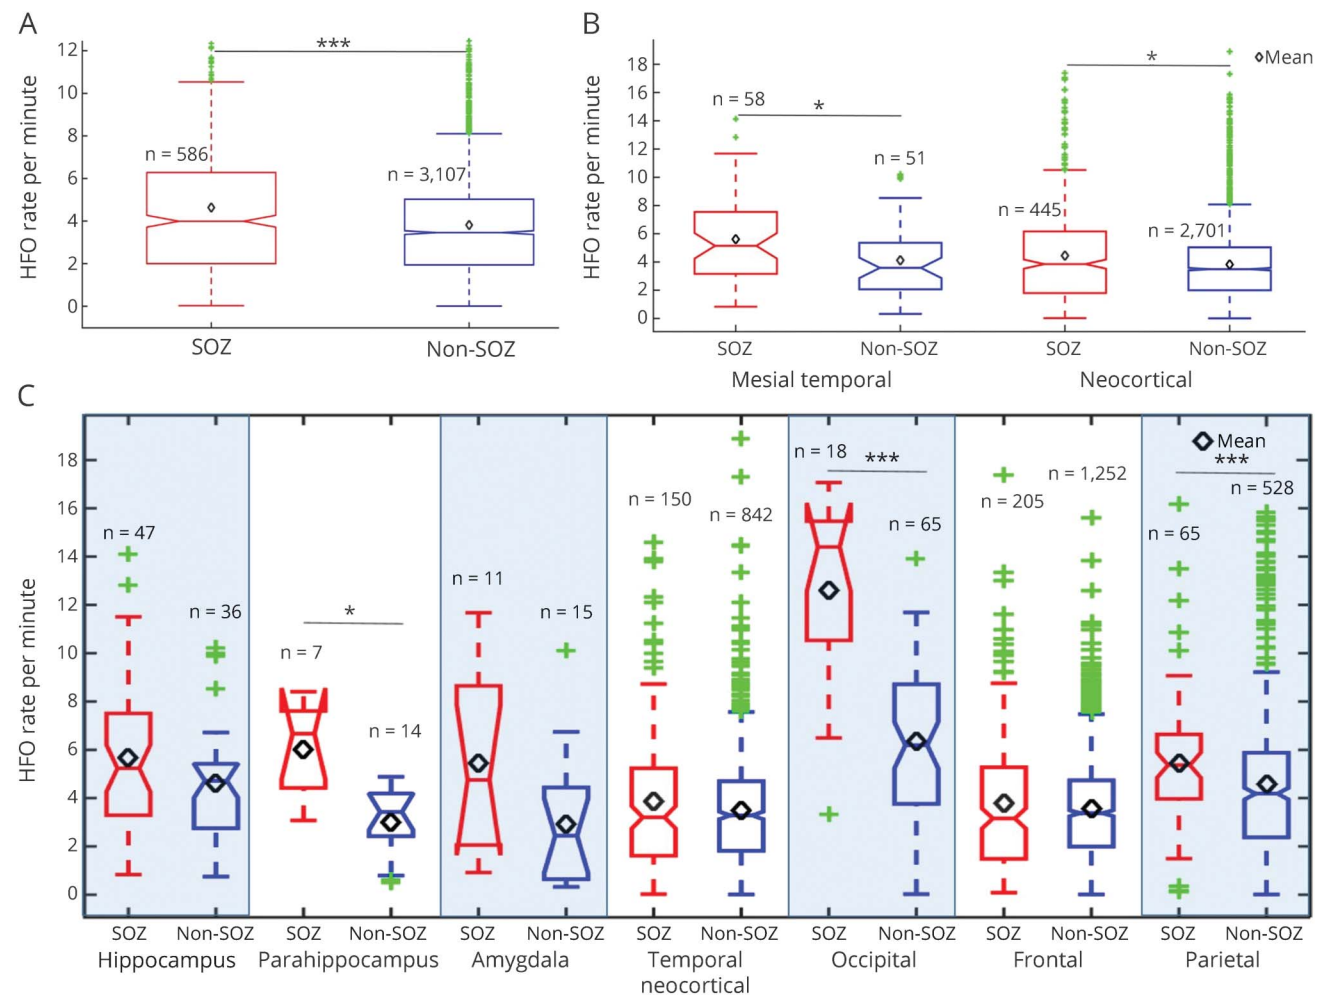 A
HFO rate per minute
12
10
8
6
4
2
0
***
n = 586
n = 3,107
SOZ
Non-SOZ
B
HFO rate per minute
18
16
14
12
10
8
6
4
2
0
Mean
n = 58
*
n = 51
*
n = 445
n = 2,701
SOZ
Non-SOZ
SOZ
Non-SOZ
Mesial temporal
Neocortical
C
HFO rate per minute
18
16
14
12
10
8
6
4
2
0
n = 47
n = 36
*
n = 7
n = 14
n = 11
n = 15
n = 150
n = 842
n = 18
***
n = 65
n = 205
n = 1,252
Mean
***
n = 65
n = 528
SOZ
Non-SOZ
SOZ
Non-SOZ
SOZ
Non-SOZ
SOZ
Non-SOZ
SOZ
Non-SOZ
SOZ
Non-SOZ
SOZ
Non-SOZ
Hippocampus
Parahippocampus
Amygdala
Temporal
neocortical
Occipital
Frontal
Parietal